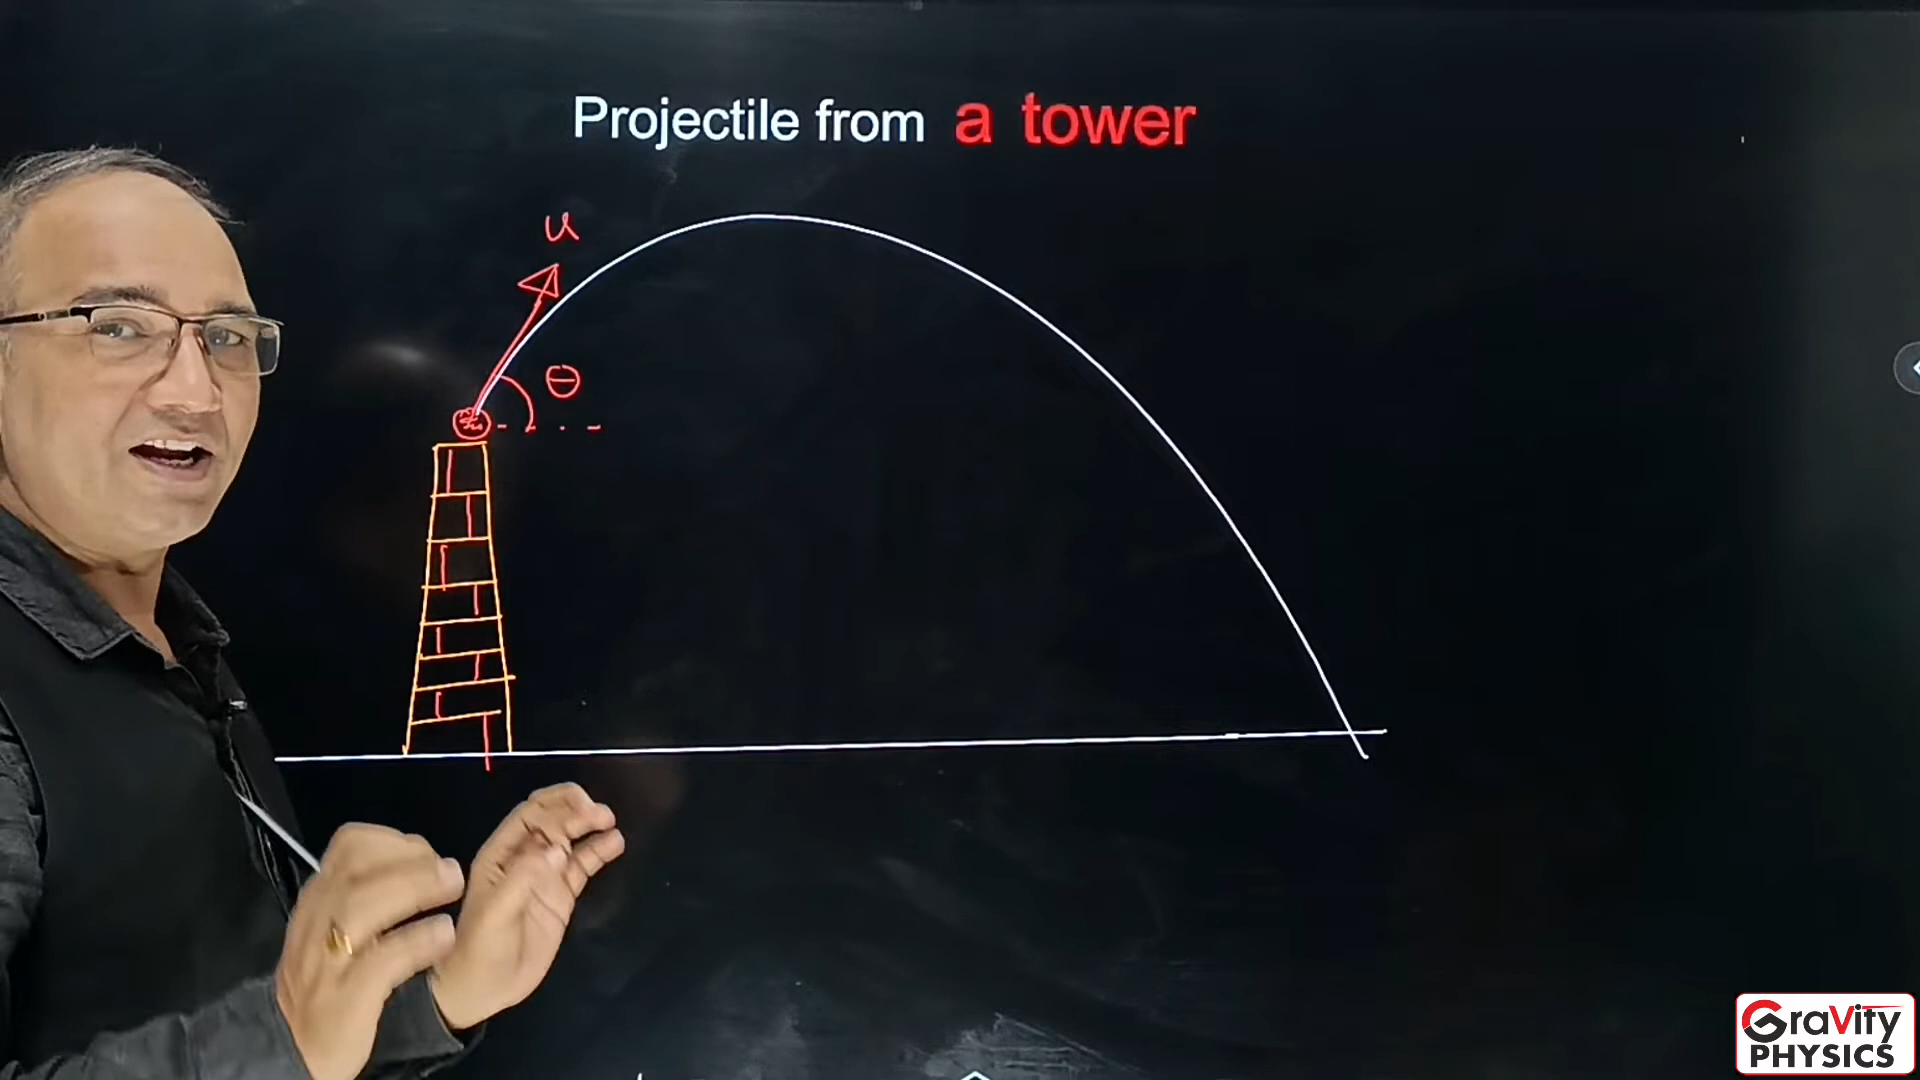 Projectile from a tower
u
θ
GraVity
PHYSICS